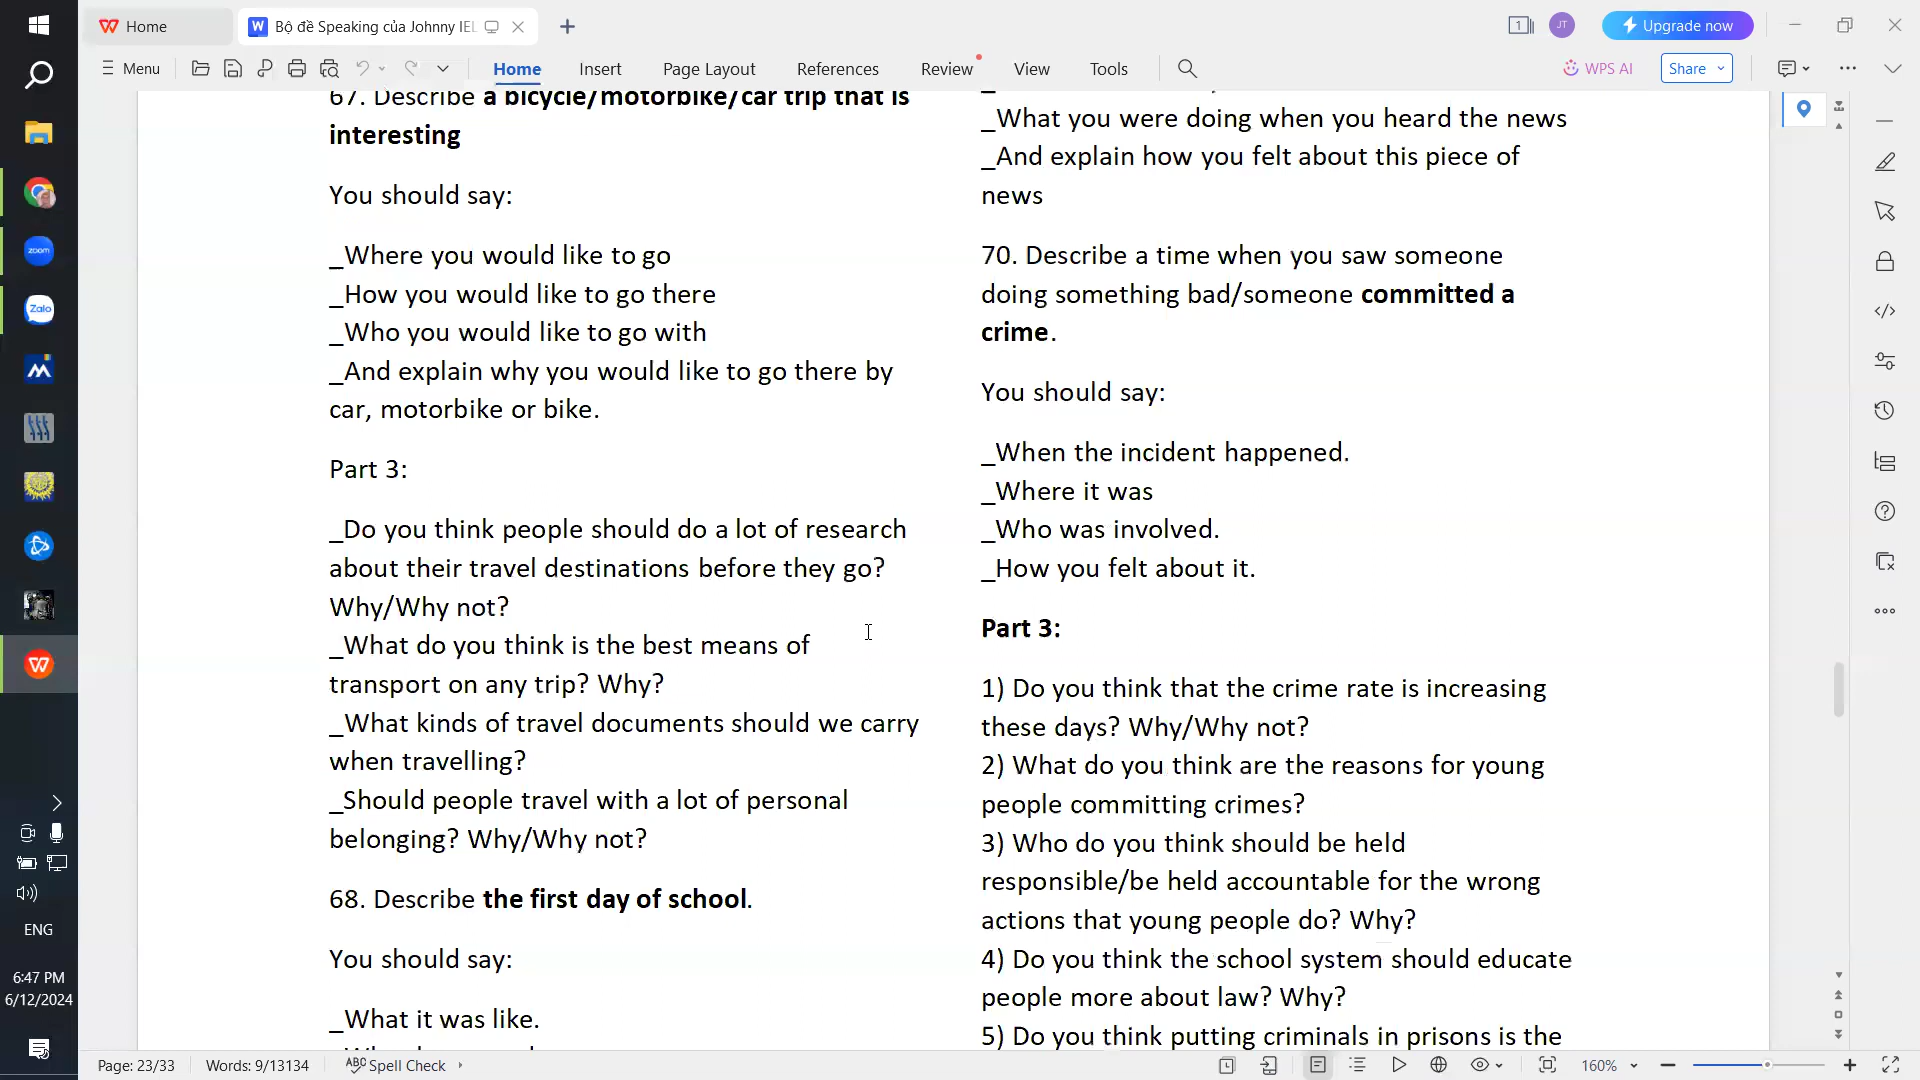 Home
Bộ đề Speaking của Johnny IEL
JT
Upgrade now
Menu
Home
Insert
Page Layout
References
Review
View
Tools
WPS AI
Share
67. Describe a bicycle/motorbike/car trip that is
interesting
You should say:
_Where you would like to go
_How you would like to go there
_Who you would like to go with
_And explain why you would like to go there by
car, motorbike or bike.
Part 3:
_Do you think people should do a lot of research
about their travel destinations before they go?
Why/Why not?
_What do you think is the best means of
transport on any trip? Why?
_What kinds of travel documents should we carry
when travelling?
_Should people travel with a lot of personal
belonging? Why/Why not?
68. Describe the first day of school.
You should say:
_What it was like.
_What you were doing when you heard the news
_And explain how you felt about this piece of
news
70. Describe a time when you saw someone
doing something bad/someone committed a
crime.
You should say:
_When the incident happened.
_Where it was
_Who was involved.
_How you felt about it.
Part 3:
1) Do you think that the crime rate is increasing
these days? Why/Why not?
2) What do you think are the reasons for young
people committing crimes?
3) Who do you think should be held
responsible/be held accountable for the wrong
actions that young people do? Why?
4) Do you think the school system should educate
people more about law? Why?
5) Do you think putting criminals in prisons is the
zoom
Zalo
ENG
6:47 PM
6/12/2024
Page: 23/33
Words: 9/13134
Spell Check
160%